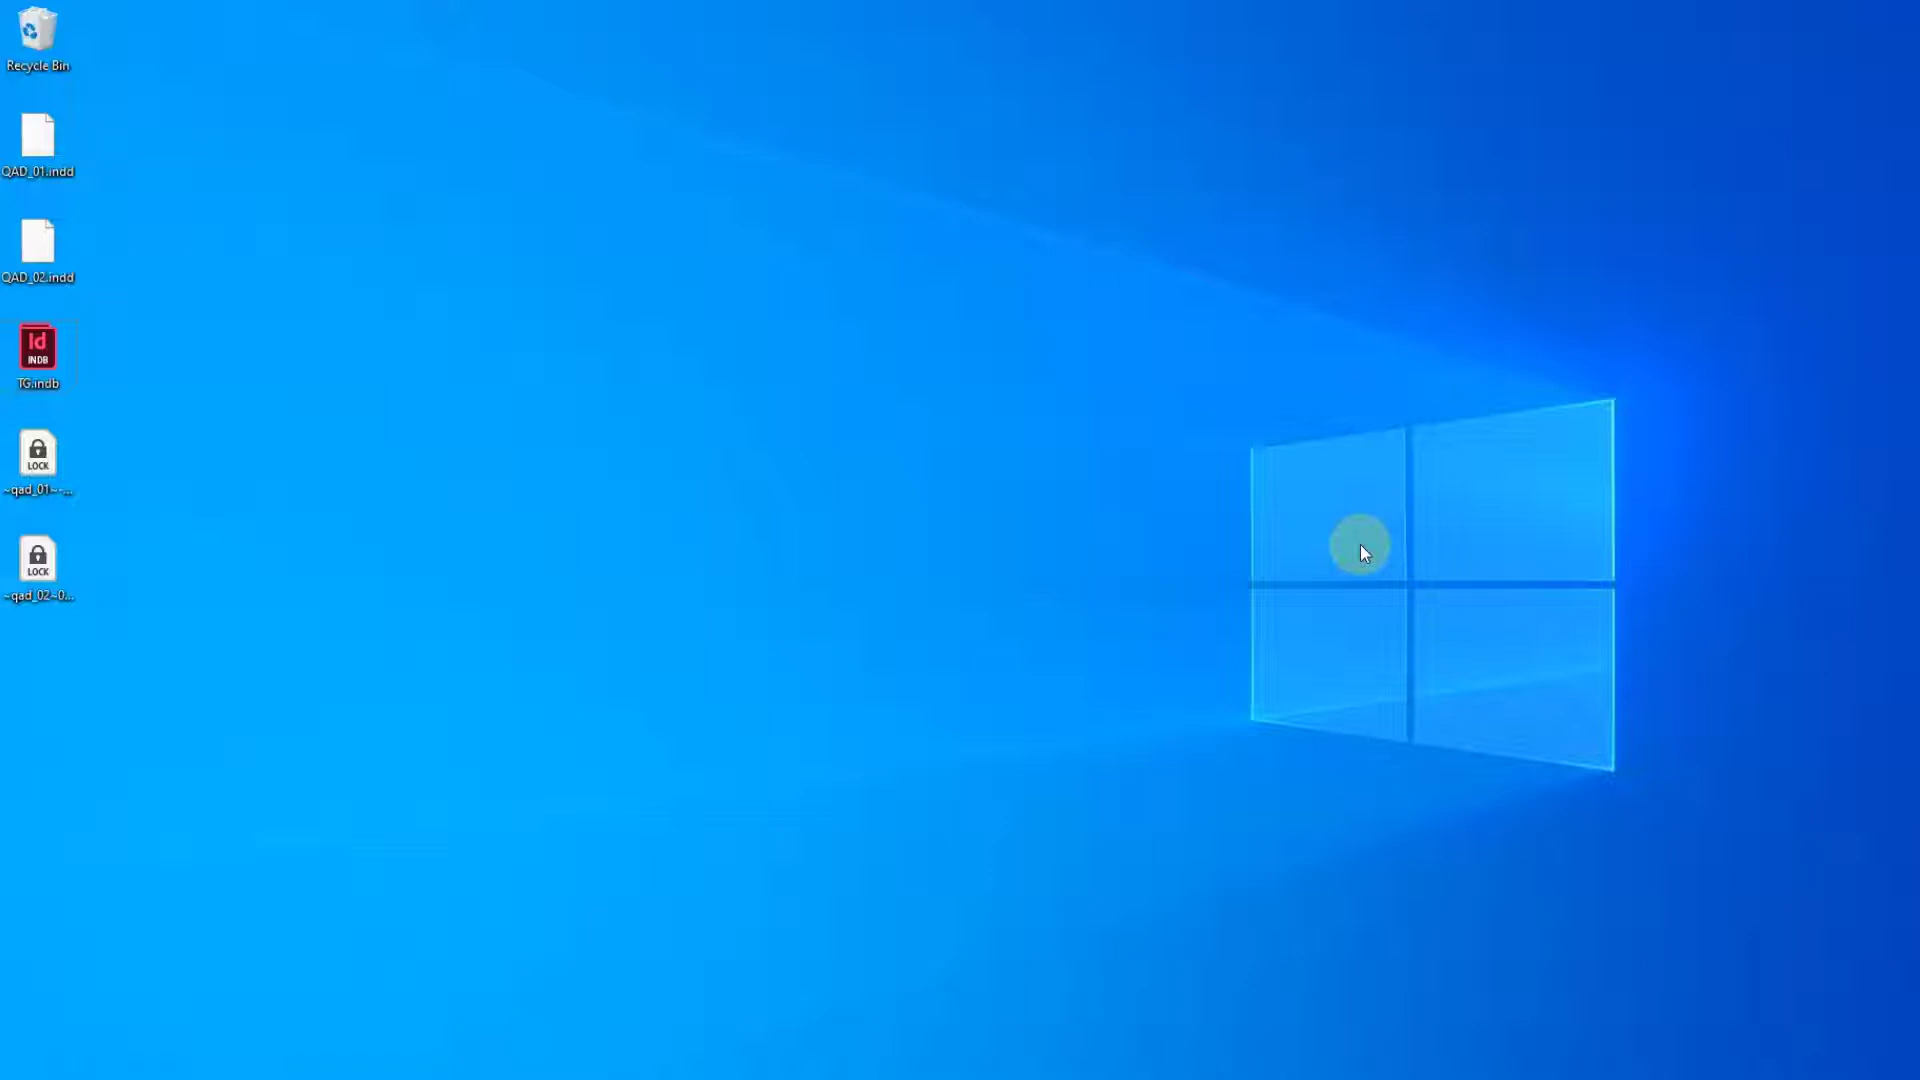 Recycle Bin
QAD_01.indd
QAD_02.indd
Id
INDB
TG.indb
LOCK
~qad_01~-...
LOCK
~qad_02~0...